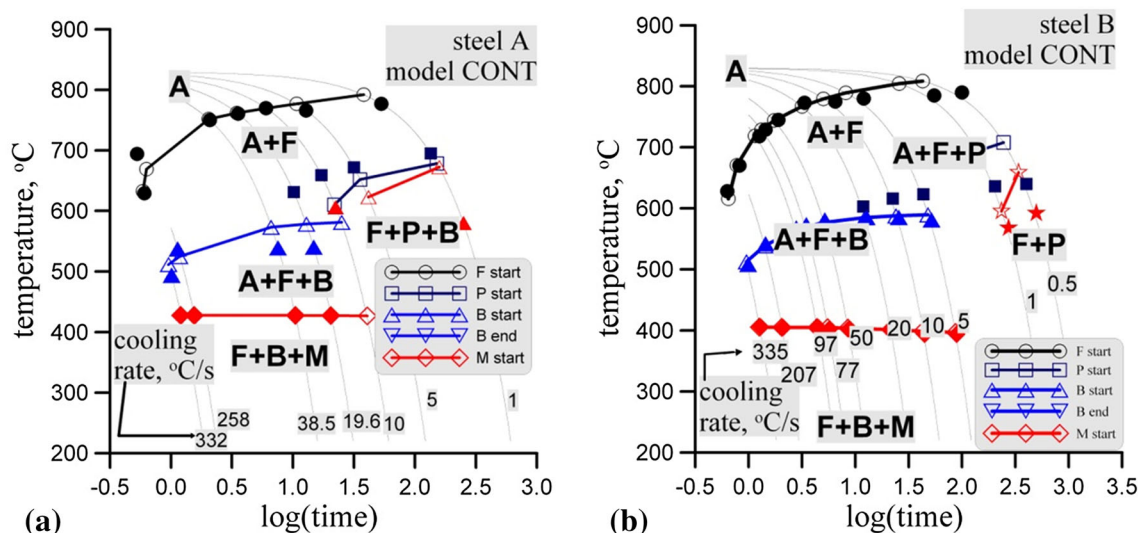 steel A
model CONT
A
A+F
F+P+B
A+F+B
F+B+M
cooling
rate, °C/s
332
258
38.5
19.6
10
5
1
F start
P start
B start
B end
M start
temperature, °C
900
800
700
600
500
400
300
200
-0.5
0.0
0.5
1.0
1.5
2.0
2.5
3.0
log(time)
(a)
steel B
model CONT
A
A+F
A+F+P
A+F+B
F+P
F+B+M
cooling
rate, °C/s
335
207
97
77
50
20
10
5
1
0.5
F start
P start
B start
B end
M start
temperature, °C
900
800
700
600
500
400
300
200
-0.5
0.0
0.5
1.0
1.5
2.0
2.5
3.0
3.5
log(time)
(b)